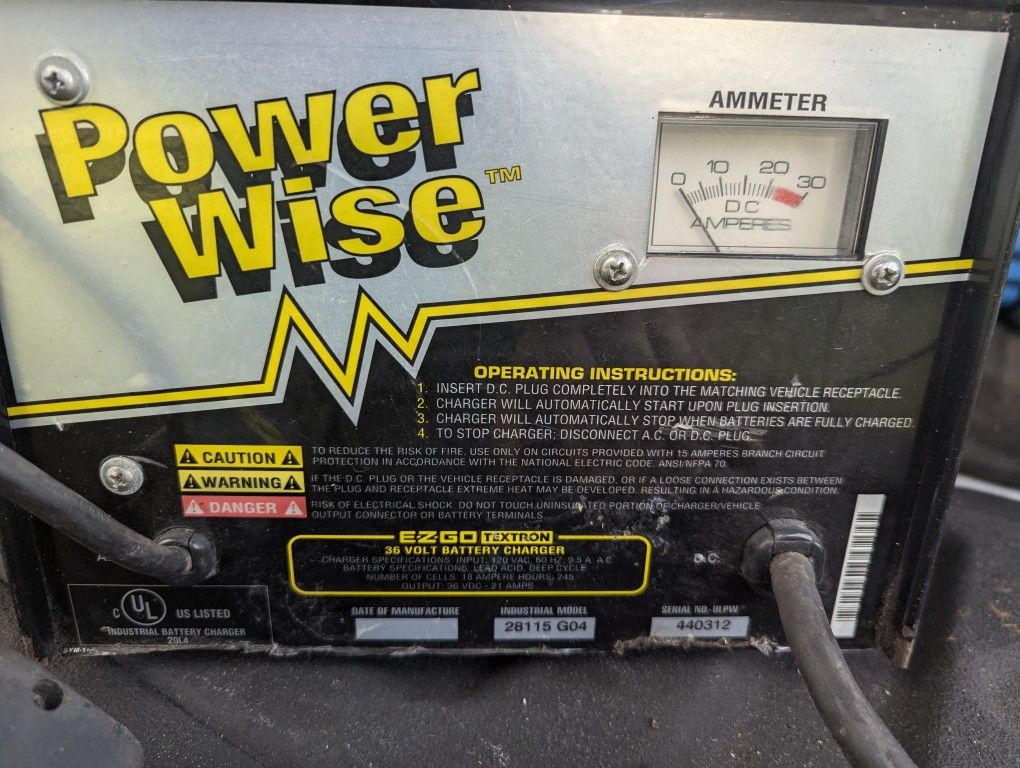 Power
Wise™
AMMETER
0 10 20 30
D C
AMPERES
OPERATING INSTRUCTIONS:
1. INSERT D.C. PLUG COMPLETELY INTO THE MATCHING VEHICLE RECEPTACLE.
2. CHARGER WILL AUTOMATICALLY START UPON PLUG INSERTION.
3. CHARGER WILL AUTOMATICALLY STOP WHEN BATTERIES ARE FULLY CHARGED.
4. TO STOP CHARGER; DISCONNECT A.C. OR D.C. PLUG.
CAUTION
TO REDUCE THE RISK OF FIRE, USE ONLY ON CIRCUITS PROVIDED WITH 15 AMPERES BRANCH CIRCUIT
PROTECTION IN ACCORDANCE WITH THE NATIONAL ELECTRIC CODE, ANSI/NFPA 70.
WARNING
IF THE D.C. PLUG OR THE VEHICLE RECEPTACLE IS DAMAGED, OR IF A LOOSE CONNECTION EXISTS BETWEEN
THE PLUG AND RECEPTACLE EXTREME HEAT MAY BE DEVELOPED, RESULTING IN A HAZARDOUS CONDITION.
DANGER
RISK OF ELECTRICAL SHOCK. DO NOT TOUCH UNINSULATED PORTION OF CHARGER/VEHICLE
OUTPUT CONNECTOR OR BATTERY TERMINALS.
EZGO TEXTRON
36 VOLT BATTERY CHARGER
CHARGER SPECIFICATIONS: INPUT: 120 VAC, 60 HZ, 9.5 A. A.C.
BATTERY SPECIFICATIONS: LEAD ACID, DEEP CYCLE
NUMBER OF CELLS: 18 AMPERE HOURS: 245
OUTPUT: 36 VDC - 21 AMPS
D.C.
C UL US LISTED
INDUSTRIAL BATTERY CHARGER
20L4
DATE OF MANUFACTURE
INDUSTRIAL MODEL
28115 G04
SERIAL NO.-ULPW
440312